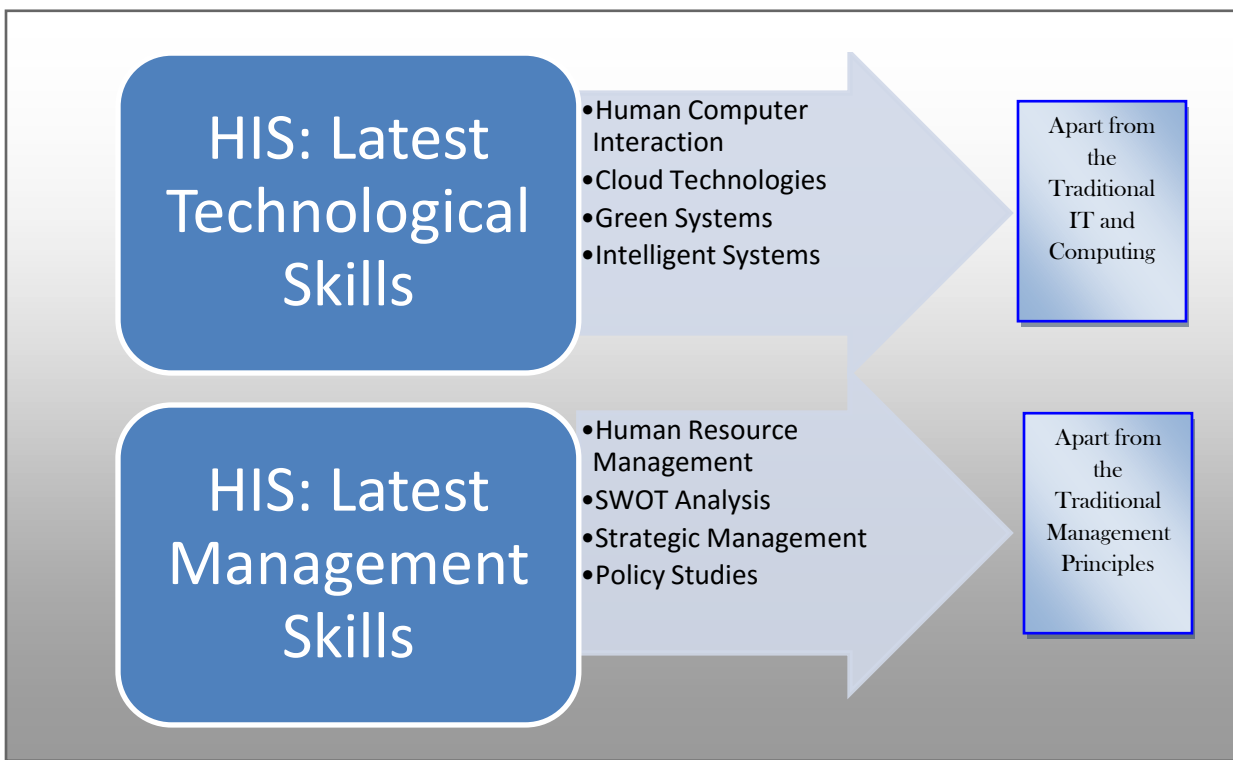 HIS: Latest
Technological
Skills
•Human Computer
Interaction
•Cloud Technologies
•Green Systems
•Intelligent Systems
Apart from
the
Traditional
IT and
Computing
HIS: Latest
Management
Skills
•Human Resource
Management
•SWOT Analysis
•Strategic Management
•Policy Studies
Apart from
the
Traditional
Management
Principles